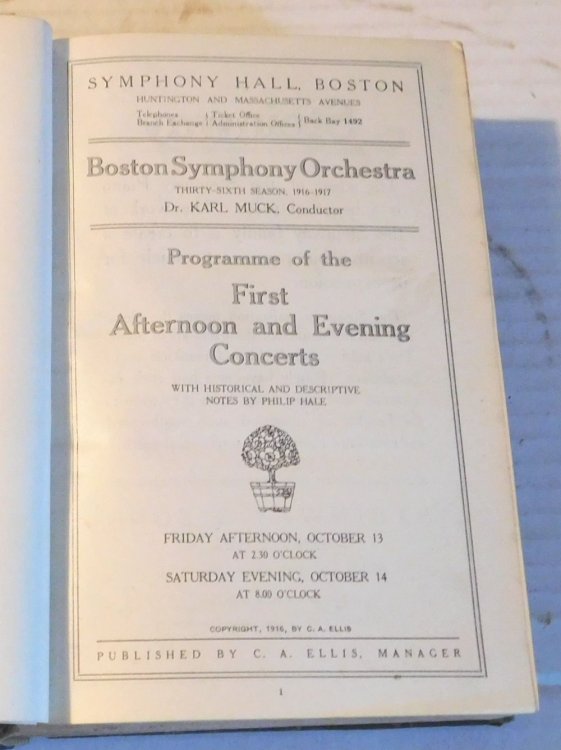 SYMPHONY HALL, BOSTON
HUNTINGTON AND MASSACHUSETTS AVENUES
Telephones { Ticket Office } Back Bay 1492
Branch Exchange { Administration Offices }
Boston Symphony Orchestra
THIRTY-SIXTH SEASON, 1916-1917
Dr. KARL MUCK, Conductor
Programme of the
First
Afternoon and Evening
Concerts
WITH HISTORICAL AND DESCRIPTIVE
NOTES BY PHILIP HALE
FRIDAY AFTERNOON, OCTOBER 13
AT 2.30 O'CLOCK
SATURDAY EVENING, OCTOBER 14
AT 8.00 O'CLOCK
COPYRIGHT, 1916, BY C. A. ELLIS
PUBLISHED BY C. A. ELLIS, MANAGER
1